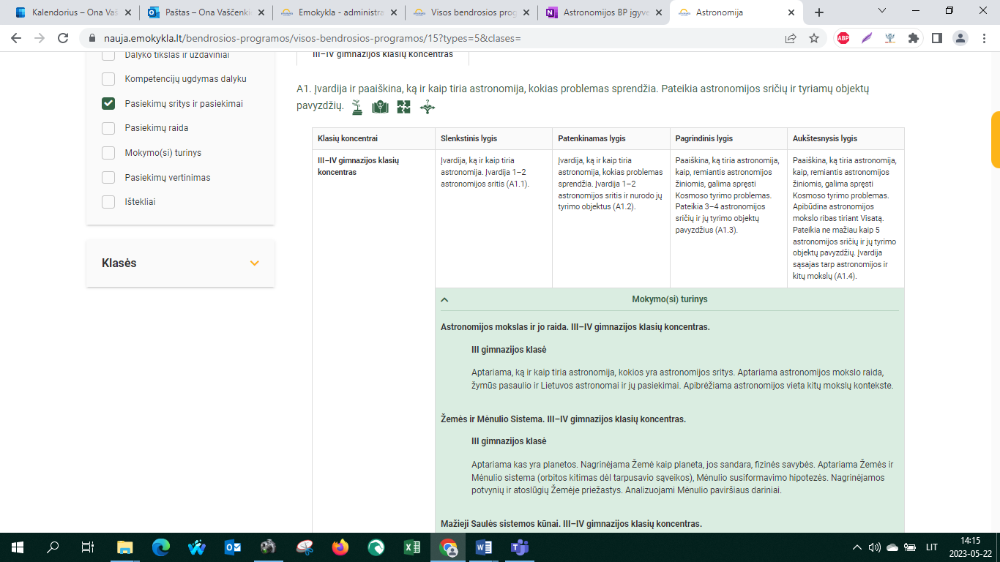 Kalendorius – Ona Vaš
Paštas – Ona Vaščenki
Emokykla - administra
Visos bendrosios prog
Astronomijos BP įgyve
Astronomija
nauja.emokykla.lt/bendrosios-programos/visos-bendrosios-programos/15?types=5&clases=
ABP
Dalyko tikslas ir uždaviniai
Kompetencijų ugdymas dalyku
Pasiekimų sritys ir pasiekimai
Pasiekimų raida
Mokymo(si) turinys
Pasiekimų vertinimas
Ištekliai
Klasės
III–IV gimnazijos klasių koncentras
A1. Įvardija ir paaiškina, ką ir kaip tiria astronomija, kokias problemas sprendžia. Pateikia astronomijos sričių ir tyriamų objektų
pavyzdžių.
Klasių koncentrai
Slenkstinis lygis
Patenkinamas lygis
Pagrindinis lygis
Aukštesnysis lygis
III–IV gimnazijos klasių
koncentras
Įvardija, ką ir kaip tiria
astronomija. Įvardija 1–2
astronomijos sritis (A1.1).
Įvardija, ką ir kaip tiria
astronomija, kokias problemas
sprendžia. Įvardija 1–2
astronomijos sritis ir nurodo jų
tyrimo objektus (A1.2).
Paaiškina, ką tiria astronomija,
kaip, remiantis astronomijos
žiniomis, galima spręsti
Kosmoso tyrimo problemas.
Pateikia 3–4 astronomijos
sričių ir jų tyrimo objektų
pavyzdžius (A1.3).
Paaiškina, ką tiria astronomija,
kaip, remiantis astronomijos
žiniomis, galima spręsti
Kosmoso tyrimo problemas.
Apibūdina astronomijos
mokslo ribas tiriant Visatą.
Pateikia ne mažiau kaip 5
astronomijos sričių ir jų tyrimo
objektų pavyzdžių. Įvardija
sąsajas tarp astronomijos ir
kitų mokslų (A1.4).
Mokymo(si) turinys
Astronomijos mokslas ir jo raida. III–IV gimnazijos klasių koncentras.
III gimnazijos klasė
Aptariama, ką ir kaip tiria astronomija, kokios yra astronomijos sritys. Aptariama astronomijos mokslo raida,
žymūs pasaulio ir Lietuvos astronomai ir jų pasiekimai. Apibrėžiama astronomijos vieta kitų mokslų kontekste.
Žemės ir Mėnulio Sistema. III–IV gimnazijos klasių koncentras.
III gimnazijos klasė
Aptariama kas yra planetos. Nagrinėjama Žemė kaip planeta, jos sandara, fizinės savybės. Aptariama Žemės ir
Mėnulio sistema (orbitos kitimas dėl tarpusavio sąveikos), Mėnulio susiformavimo hipotezės. Nagrinėjamos
potvynių ir atoslūgių Žemėje priežastys. Analizuojami Mėnulio paviršiaus dariniai.
Mažieji Saulės sistemos kūnai. III–IV gimnazijos klasių koncentras.
LIT
14:15
2023-05-22